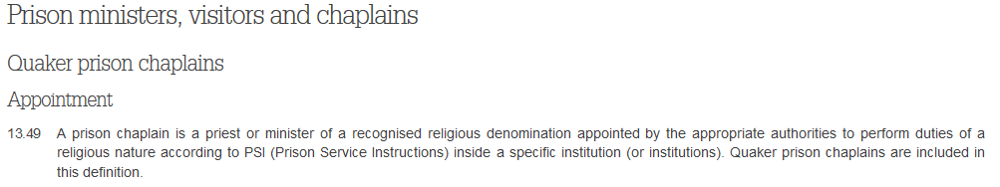 Prison ministers, visitors and chaplains
Quaker prison chaplains
Appointment
13.49 A prison chaplain is a priest or minister of a recognised religious denomination appointed by the appropriate authorities to perform duties of a
religious nature according to PSI (Prison Service Instructions) inside a specific institution (or institutions). Quaker prison chaplains are included in
this definition.